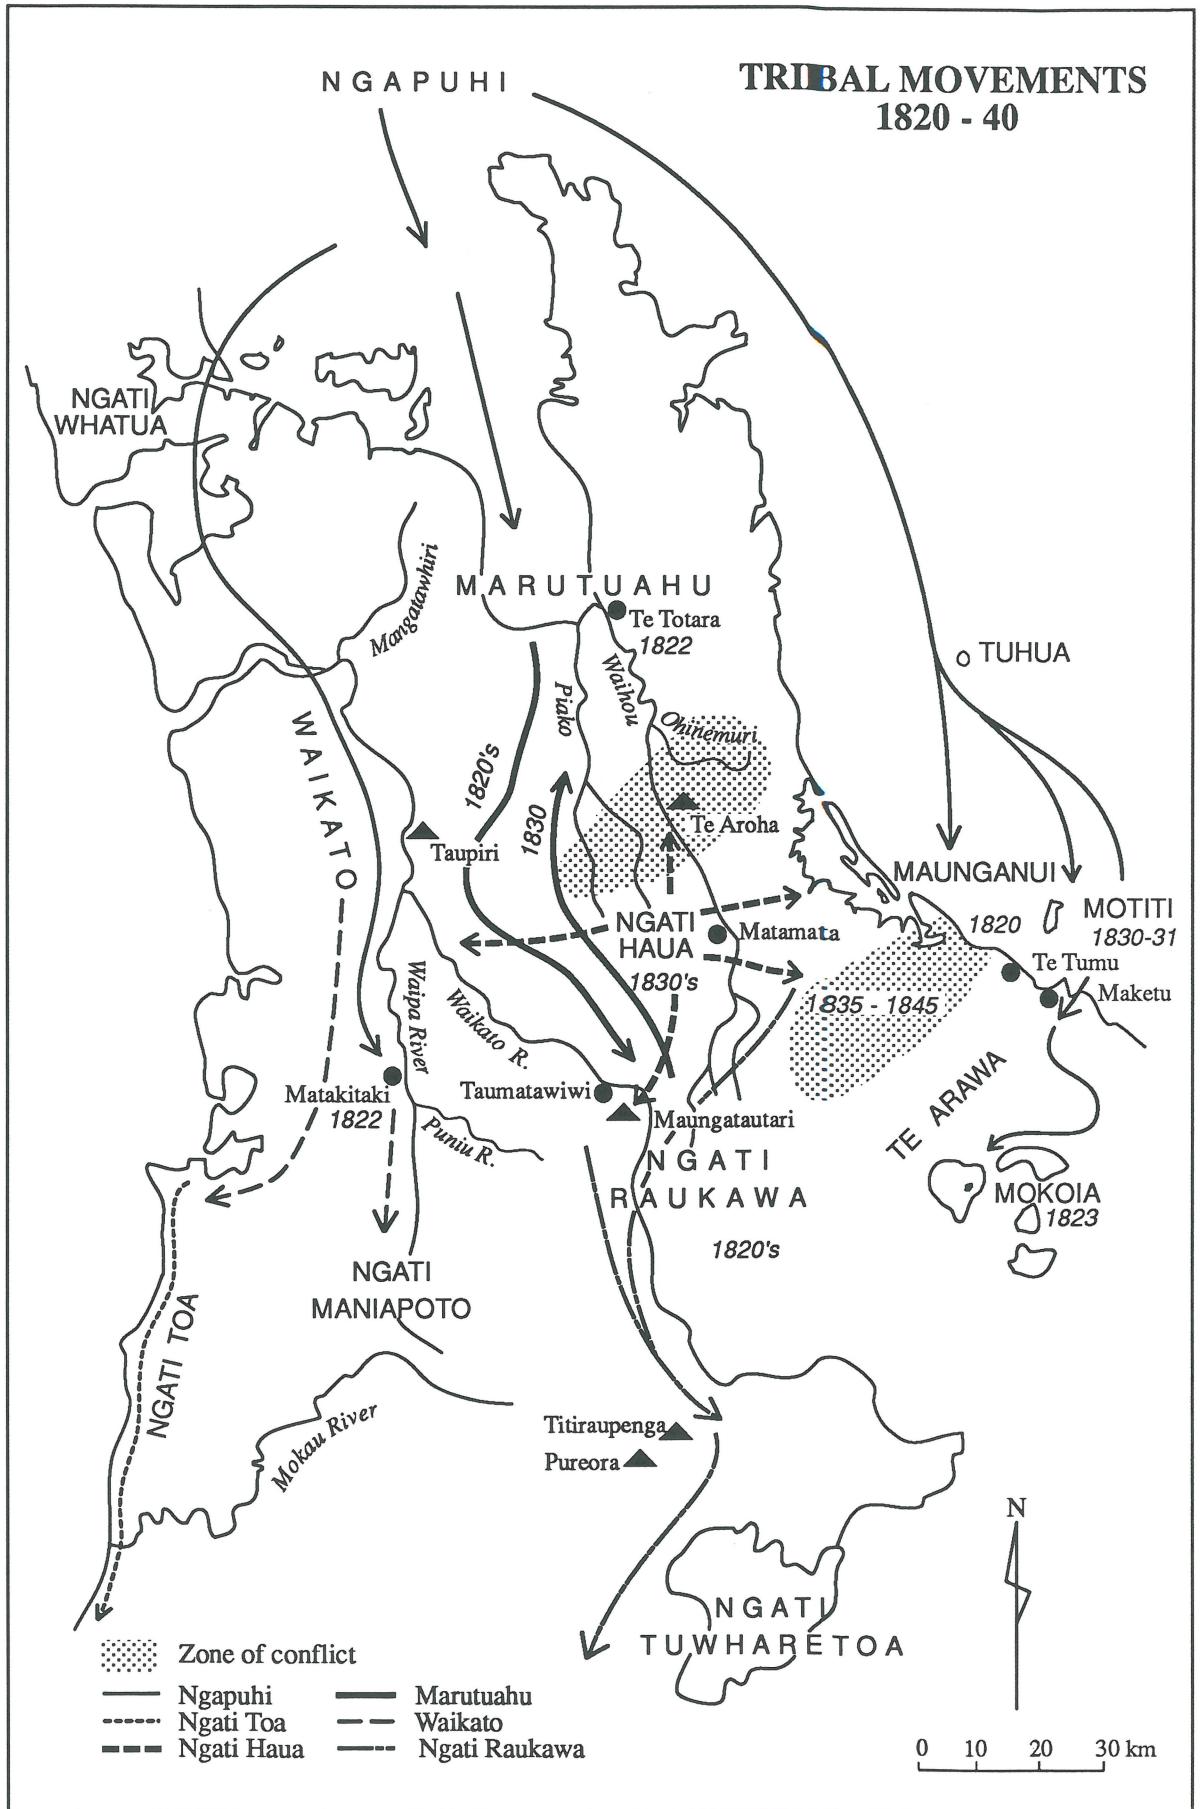 TRIBAL MOVEMENTS
1820 - 40
NGAPUHI
NGATI
WHATUA
Mangatawhiri
MARUTUAHU
Te Totara
1822
TUHUA
Piako
Waihou
Ohinemuri
WAIKATO
1820's
1830
Te Aroha
Taupiri
MAUNGANUI
NGATI
HAUA
1830's
Matamata
1820
MOTITI
1830-31
Te Tumu
Maketu
1835 - 1845
Waipa River
Waikato R.
Matakitaki
1822
Taumatawiwi
Maungatautari
Puniu R.
TE ARAWA
NGATI
RAUKAWA
1820's
MOKOIA
1823
NGATI
MANIAPOTO
NGATI TOA
Mokau River
Titiraupenga
Pureora
N
NGATI
TUWHARETOA
Zone of conflict
Ngapuhi
Ngati Toa
Ngati Haua
Marutuahu
Waikato
Ngati Raukawa
0 10 20 30 km